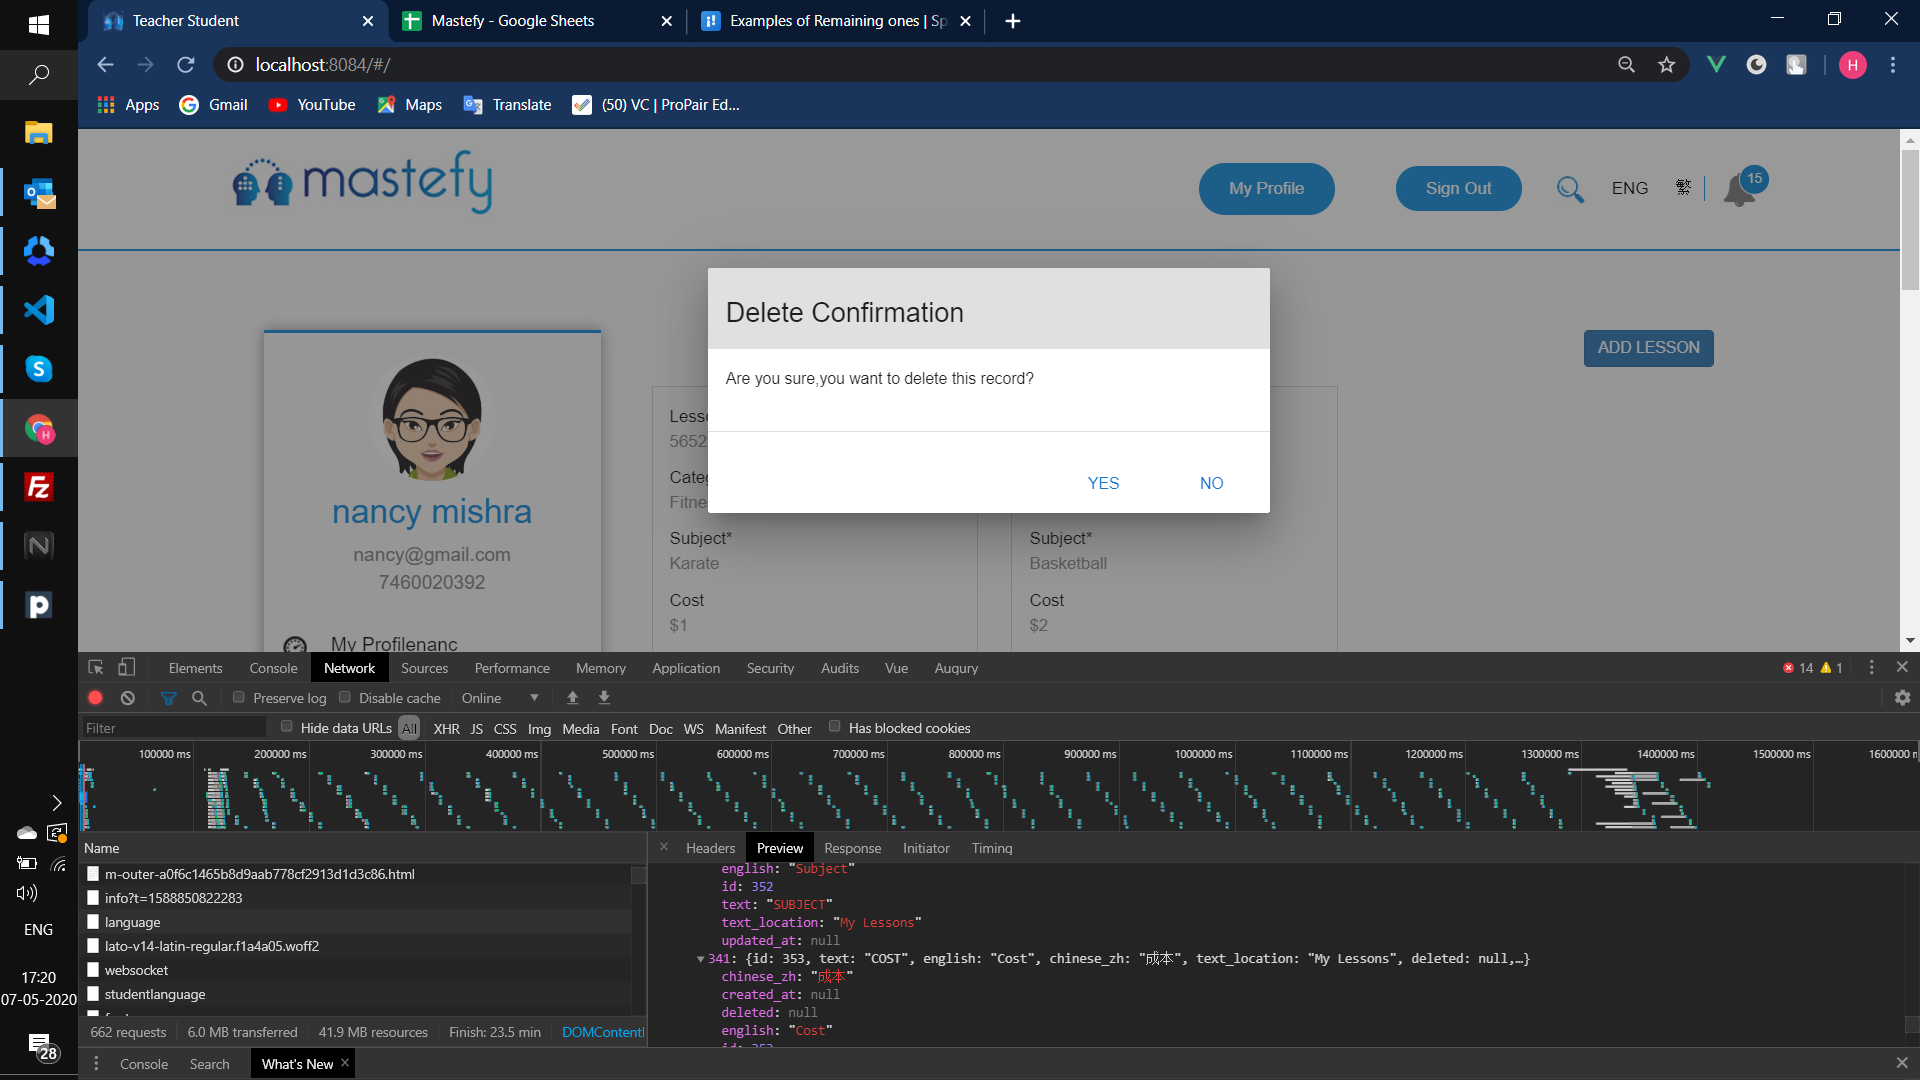 Teacher Student
Mastefy - Google Sheets
Examples of Remaining ones | Sp
localhost:8084/#/
H
Apps
Gmail
YouTube
Maps
Translate
(50) VC | ProPair Ed...
mastefy
My Profile
Sign Out
ENG
繁
15
Delete Confirmation
Are you sure,you want to delete this record?
YES
NO
ADD LESSON
nancy mishra
nancy@gmail.com
7460020392
My Profilenanc
Lesso
5652
Categ
Fitne
Subject*
Karate
Cost
$1
Subject*
Basketball
Cost
$2
Elements
Console
Network
Sources
Performance
Memory
Application
Security
Audits
Vue
Augury
14
1
Preserve log
Disable cache
Online
Filter
Hide data URLs
All
XHR
JS
CSS
Img
Media
Font
Doc
WS
Manifest
Other
Has blocked cookies
100000 ms
200000 ms
300000 ms
400000 ms
500000 ms
600000 ms
700000 ms
800000 ms
900000 ms
1000000 ms
1100000 ms
1200000 ms
1300000 ms
1400000 ms
1500000 ms
1600000 n
Name
m-outer-a0f6c1465b8d9aab778cf2913d1d3c86.html
info?t=1588850822283
language
lato-v14-latin-regular.f1a4a05.woff2
websocket
studentlanguage
662 requests
6.0 MB transferred
41.9 MB resources
Finish: 23.5 min
DOMContentl
Headers
Preview
Response
Initiator
Timing
english: "Subject"
id: 352
text: "SUBJECT"
text_location: "My Lessons"
updated_at: null
341: {id: 353, text: "COST", english: "Cost", chinese_zh: "成本", text_location: "My Lessons", deleted: null,…}
chinese_zh: "成本"
created_at: null
deleted: null
english: "Cost"
id: 353
Console
Search
What's New
ENG
17:20
07-05-2020
28